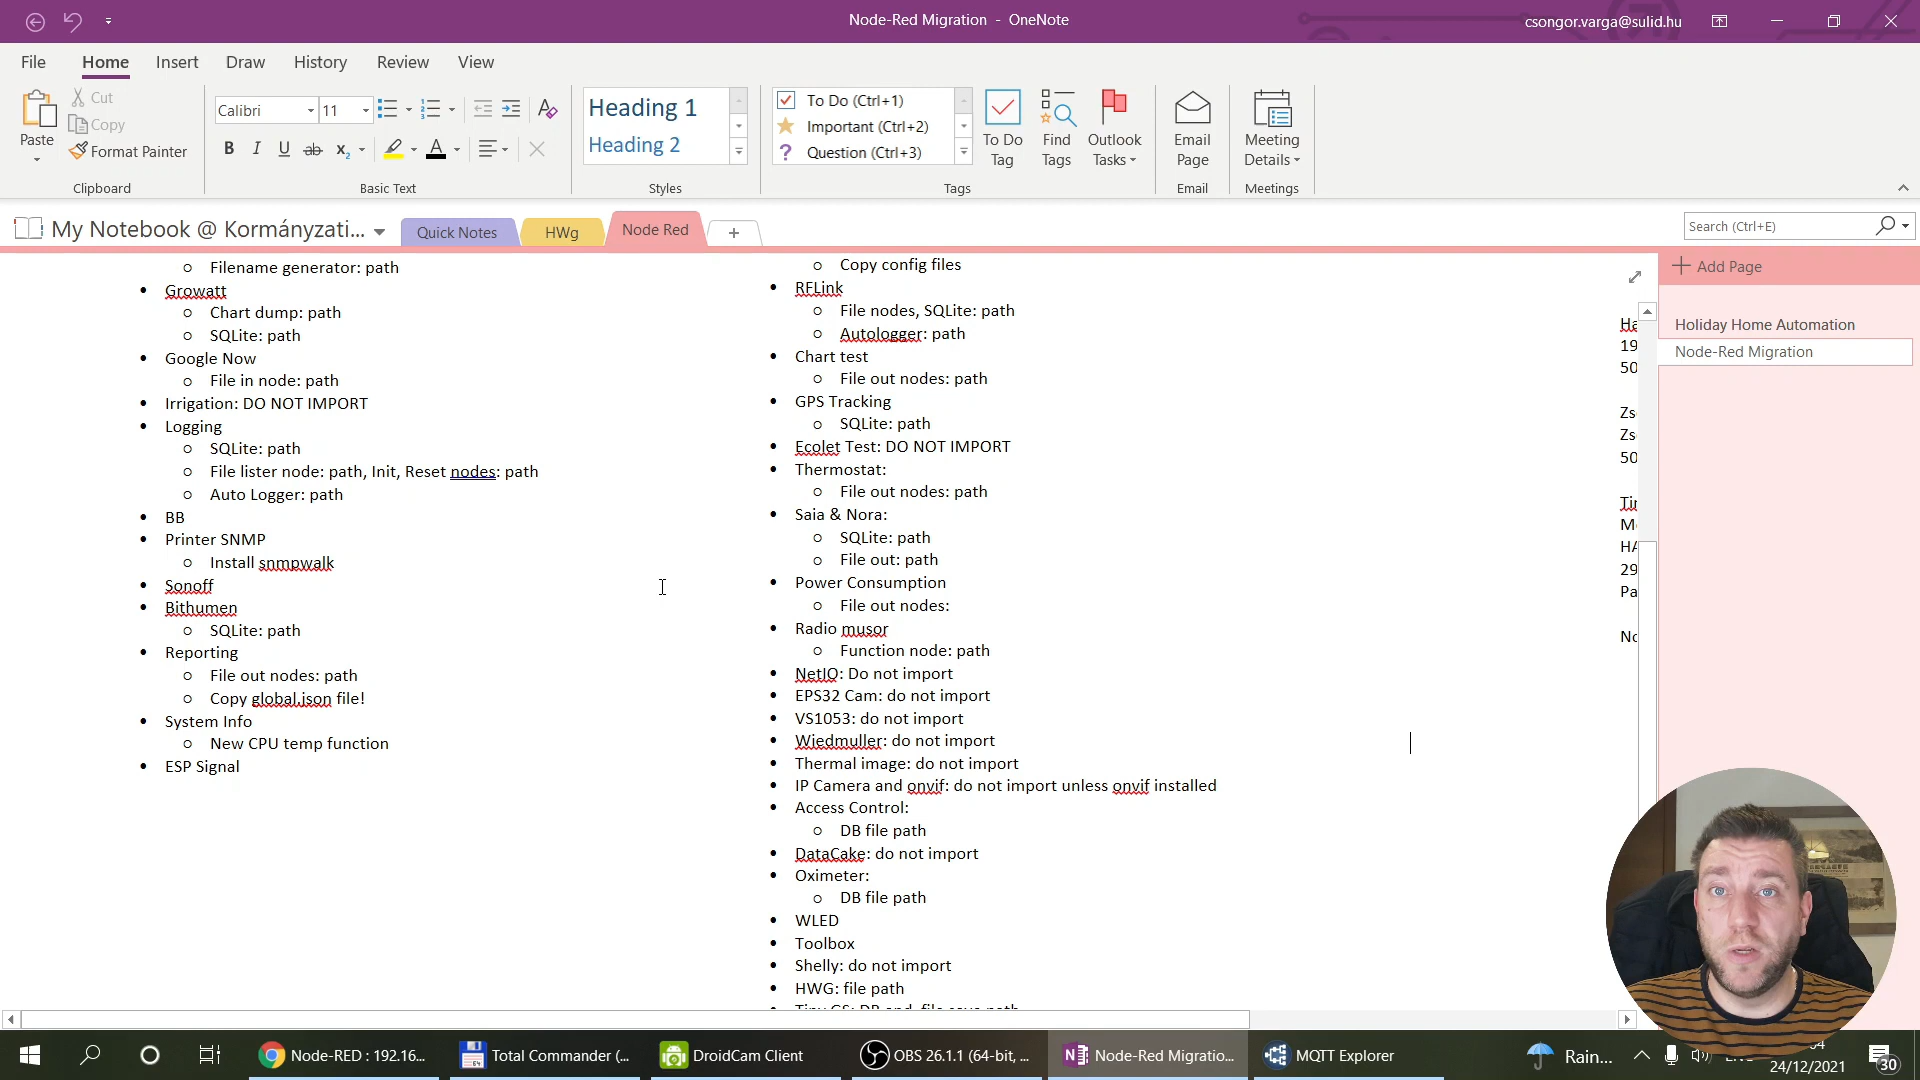 Node-Red Migration - OneNote
csongor.varga@sulid.hu
File Home Insert Draw History Review View
Paste
Cut
Copy
Format Painter
Clipboard
Calibri 11
B I U ab x₂ A
Basic Text
Heading 1
Heading 2
Styles
To Do (Ctrl+1)
Important (Ctrl+2)
? Question (Ctrl+3)
Tags
To Do Tag
Find Tags
Outlook Tasks
Email Page
Email
Meeting Details
Meetings
My Notebook @ Kormányzati...
Quick Notes
HWg
Node Red
+
Search (Ctrl+E)
Add Page
Holiday Home Automation
Node-Red Migration
o Filename generator: path
• Growatt
o Chart dump: path
o SQLite: path
• Google Now
o File in node: path
• Irrigation: DO NOT IMPORT
• Logging
o SQLite: path
o File lister node: path, Init, Reset nodes: path
o Auto Logger: path
• BB
• Printer SNMP
o Install snmpwalk
• Sonoff
• Bithumen
o SQLite: path
• Reporting
o File out nodes: path
o Copy global.json file!
• System Info
o New CPU temp function
• ESP Signal
o Copy config files
• RFLink
o File nodes, SQLite: path
o Autologger: path
• Chart test
o File out nodes: path
• GPS Tracking
o SQLite: path
• Ecolet Test: DO NOT IMPORT
• Thermostat:
o File out nodes: path
• Saia & Nora:
o SQLite: path
o File out: path
• Power Consumption
o File out nodes:
• Radio musor
o Function node: path
• NetIO: Do not import
• EPS32 Cam: do not import
• VS1053: do not import
• Wiedmuller: do not import
• Thermal image: do not import
• IP Camera and onvif: do not import unless onvif installed
• Access Control:
o DB file path
• DataCake: do not import
• Oximeter:
o DB file path
• WLED
• Toolbox
• Shelly: do not import
• HWG: file path
Ha
19
50
Zs
Zs
50
29
Pa
Node-RED : 192.16...
Total Commander (...
DroidCam Client
OBS 26.1.1 (64-bit, ...
Node-Red Migratio...
MQTT Explorer
Rain...
24/12/2021
30